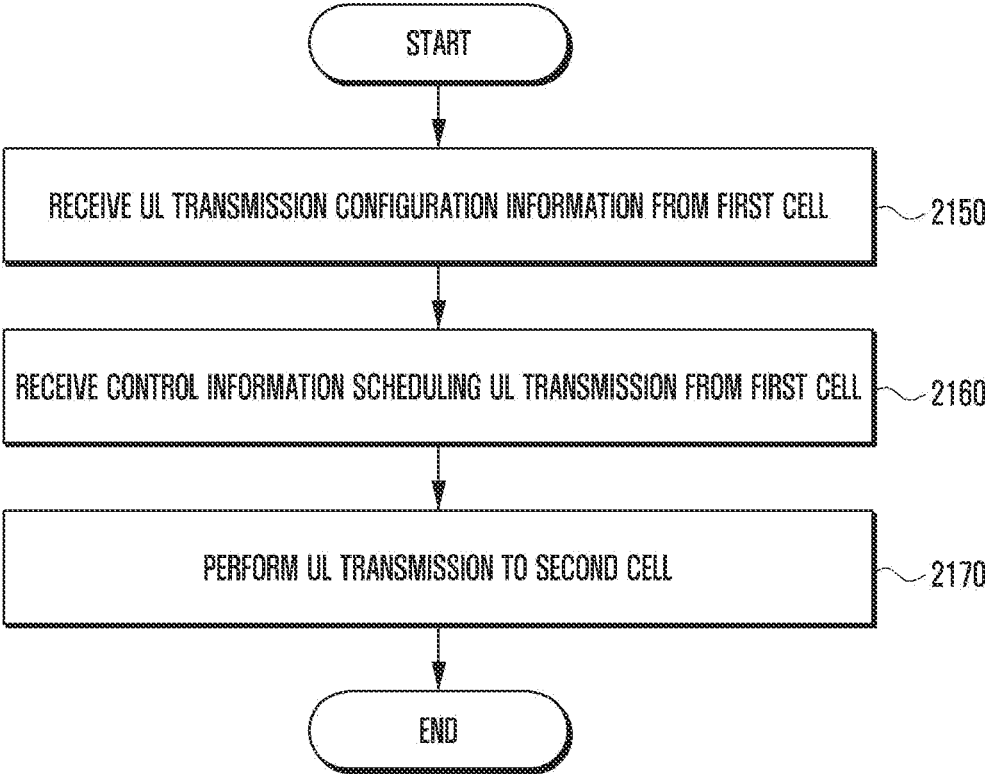 START
RECEIVE UL TRANSMISSION CONFIGURATION INFORMATION FROM FIRST CELL
2150
RECEIVE CONTROL INFORMATION SCHEDULING UL TRANSMISSION FROM FIRST CELL
2160
PERFORM UL TRANSMISSION TO SECOND CELL
2170
END